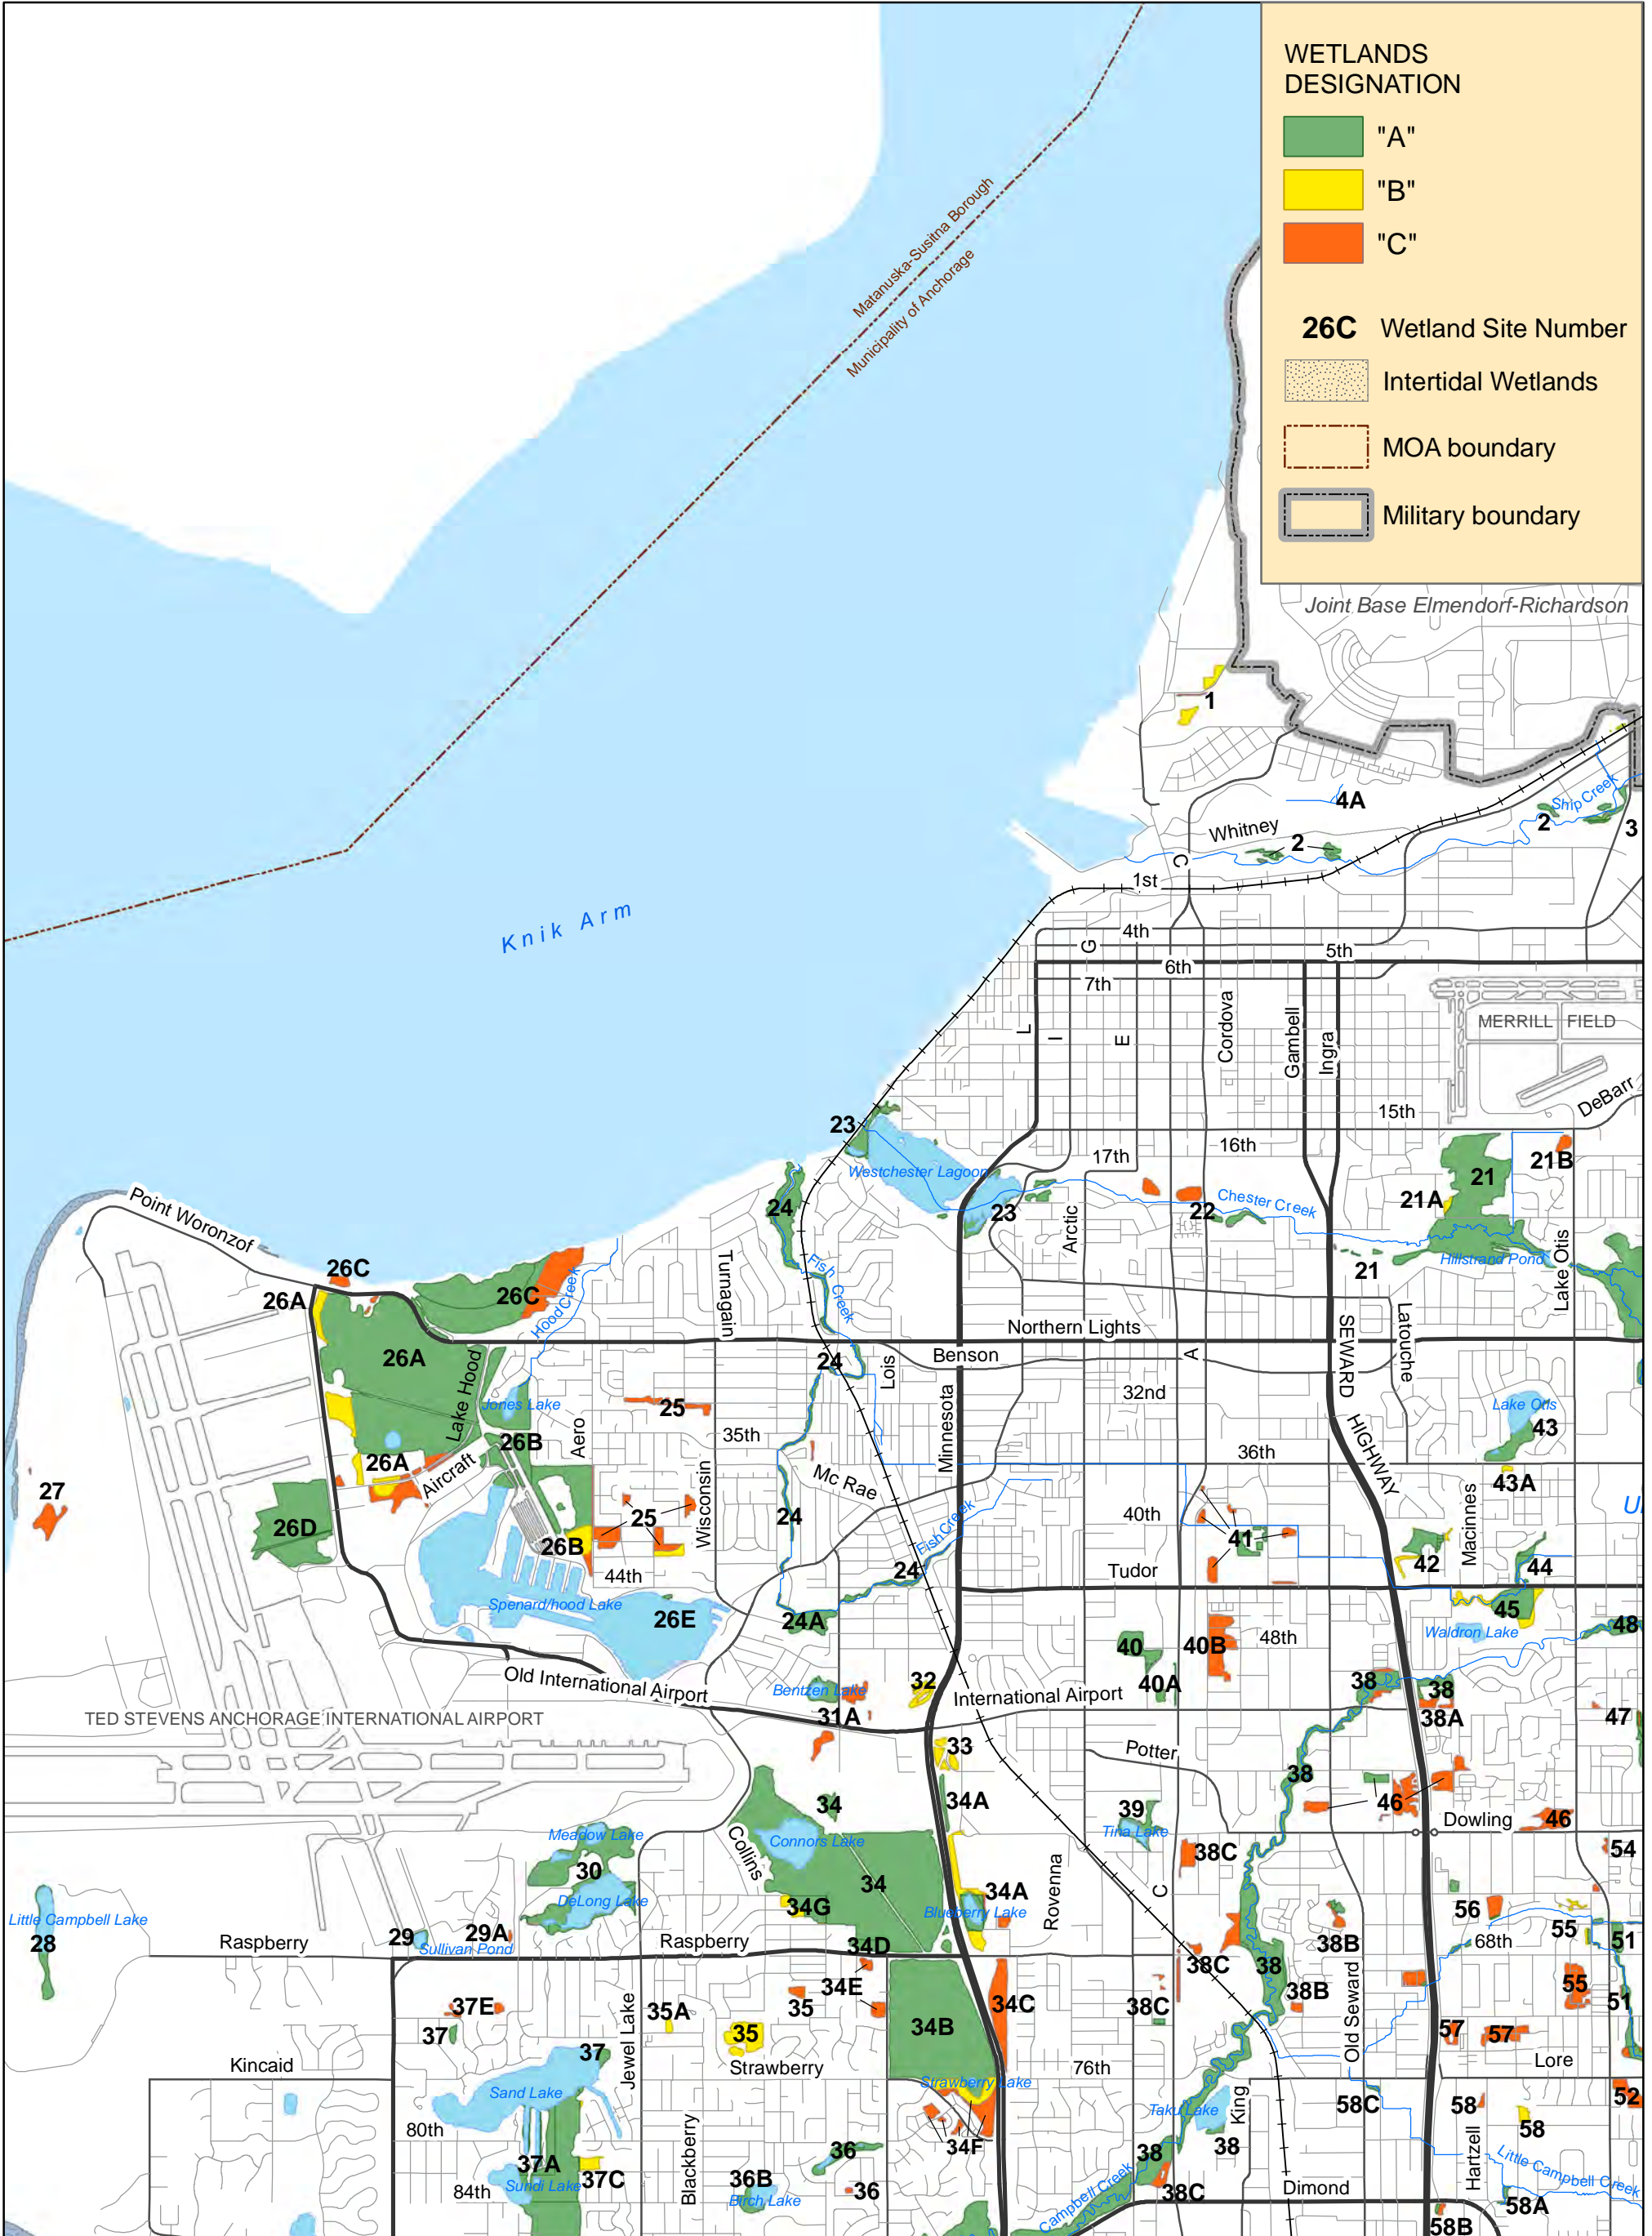 WETLANDS
DESIGNATION
"A"
"B"
"C"
26C Wetland Site Number
Intertidal Wetlands
MOA boundary
Military boundary
Matanuska-Susitna Borough
Municipality of Anchorage
Joint Base Elmendorf-Richardson
1
4A
Ship Creek
2
3
Whitney
2
C
1st
Knik Arm
4th
G
5th
6th
7th
L
I
E
Cordova
Gambell
Ingra
MERRILL FIELD
DeBarr
15th
23
16th
17th
Westchester Lagoon
21
21B
21A
24
23
Arctic
22
Chester Creek
Point Woronzof
Hillstrand Pond
Lake Otis
21
26C
26A
26C
Hood Creek
Turnagain
Fish Creek
Northern Lights
SEWARD
HIGHWAY
Latouche
26A
24
Lois
Benson
A
Lake Hood
Jones Lake
25
32nd
Minnesota
Lake Otis
43
Aero
26B
35th
36th
26A
Aircraft
Mc Rae
43A
27
Wisconsin
25
24
40th
26D
Fish Creek
41
Macinnes
26B
42
44
44th
24
Tudor
Spenard/hood Lake
26E
24A
45
Waldron Lake
48
40
40B
48th
40A
Old International Airport
Bentzen Lake
32
International Airport
38
38
38A
31A
47
TED STEVENS ANCHORAGE INTERNATIONAL AIRPORT
33
Potter
38
34
34A
39
46
Dowling
46
Meadow Lake
Collins
Connors Lake
Tina Lake
38C
54
30
34
DeLong Lake
34G
34A
Blueberry Lake
Rovenna
C
56
55
Little Campbell Lake
28
29
29A
Sullivan Pond
Raspberry
Raspberry
34D
38B
68th
51
34E
38C
38
37E
35A
35
34C
38C
38B
55
51
37
35
34B
57
57
Old Seward
Kincaid
37
Jewel Lake
Strawberry
76th
Lore
Sand Lake
Strawberry Lake
Taku Lake
King
58C
58
52
80th
38
58
34F
Hartzell
36
38
37A
37C
Blackberry
36B
Birch Lake
36
Campbell Creek
38C
Dimond
Little Campbell Creek
84th
Sundi Lake
58A
58B